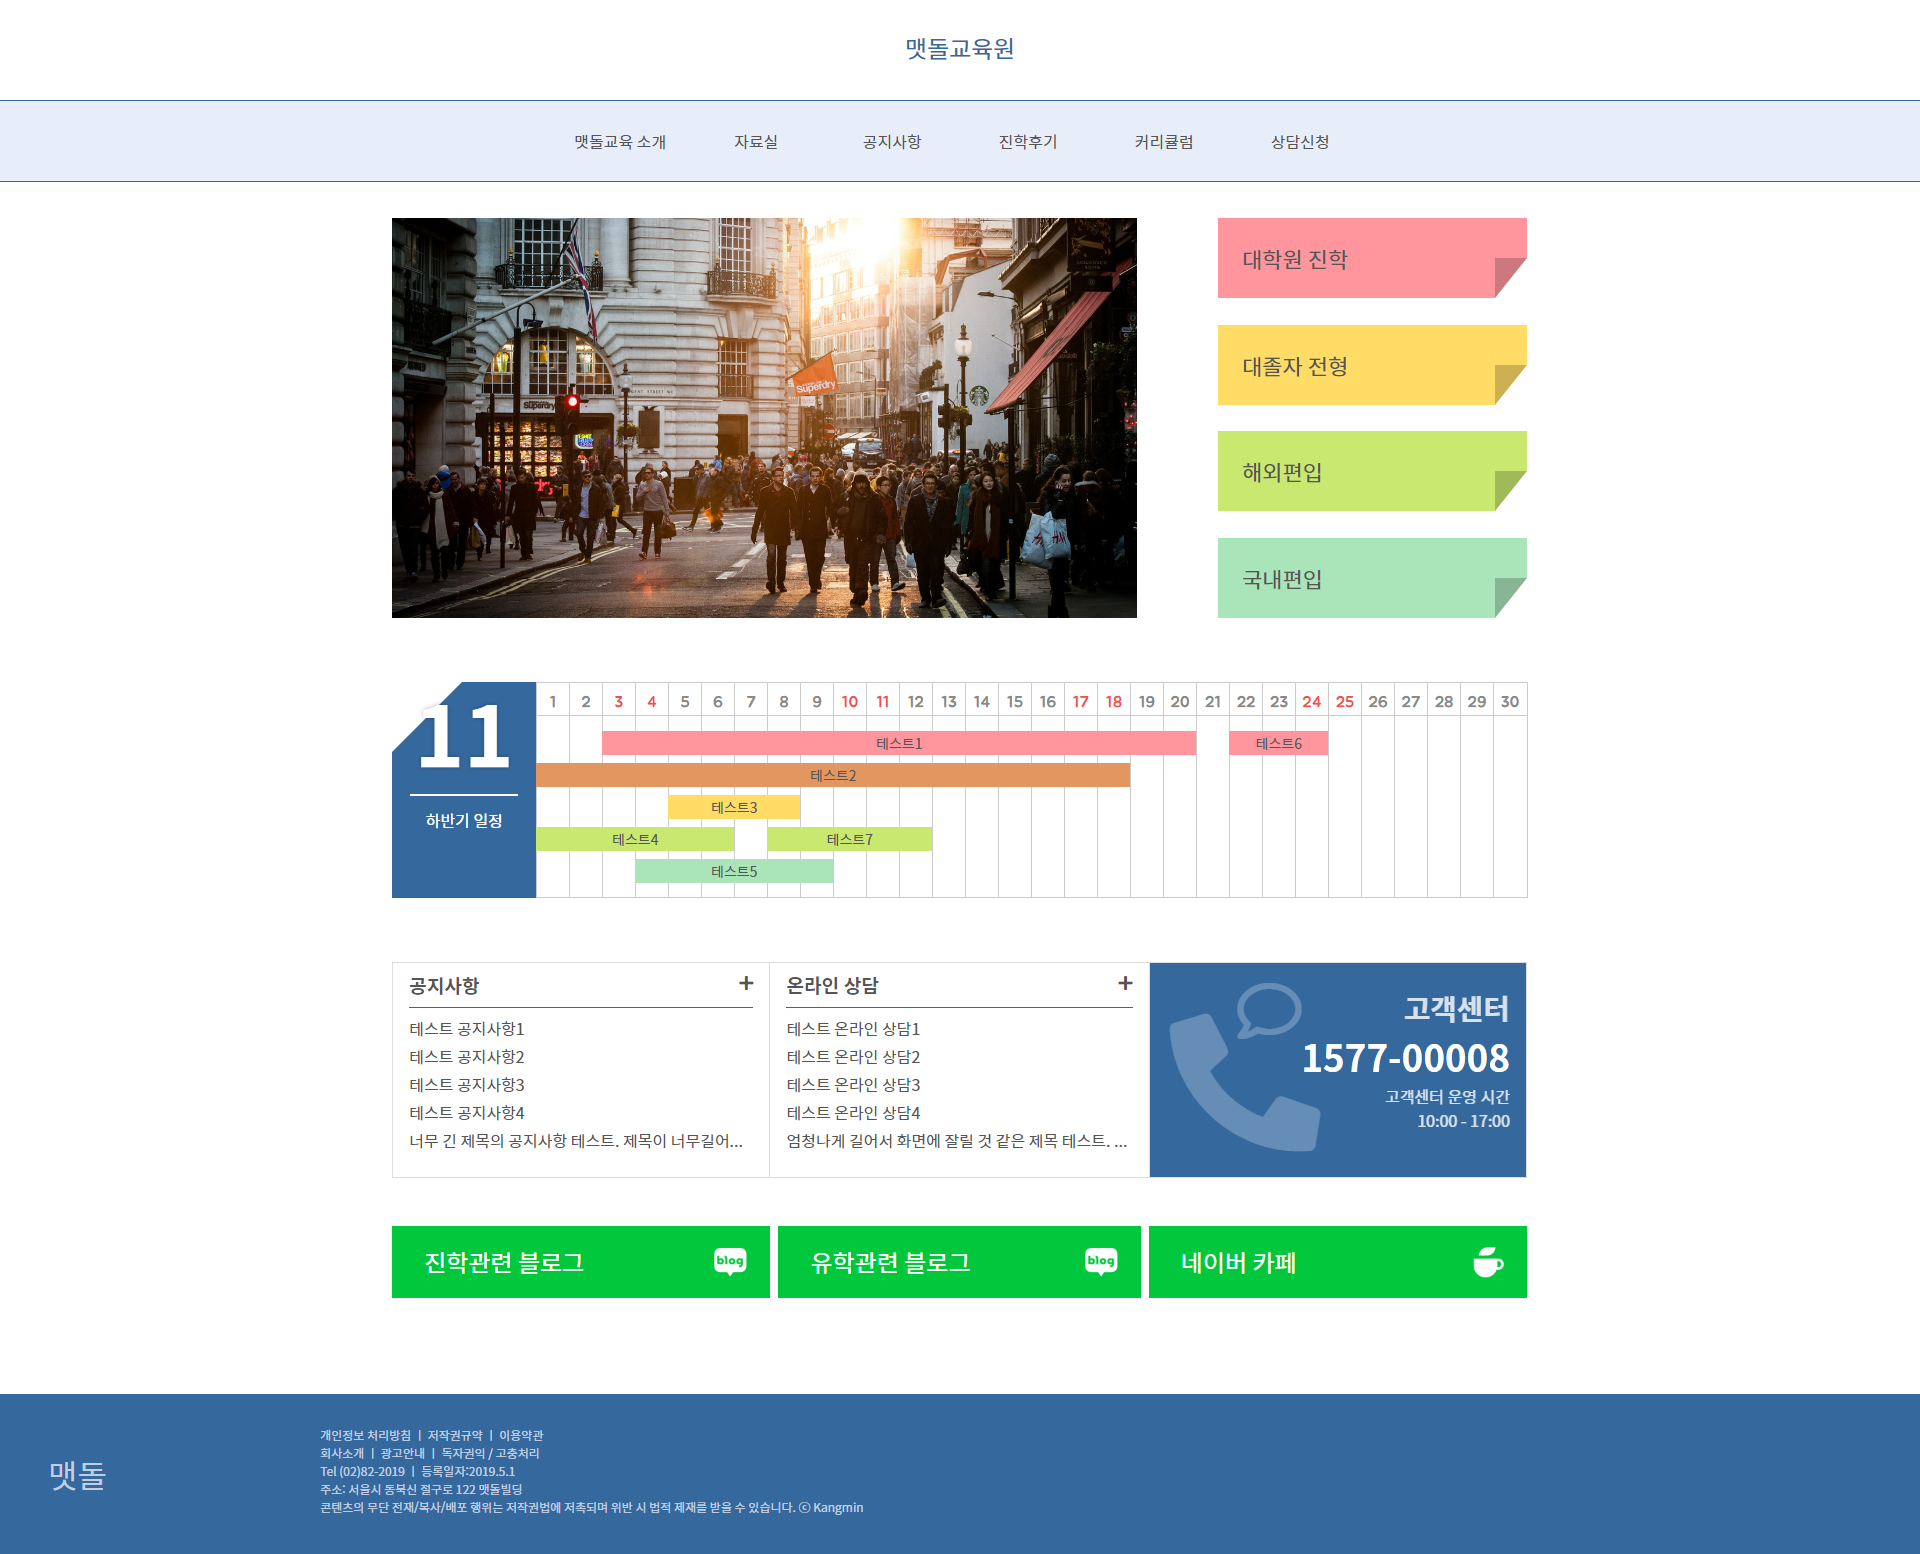 맷돌교육원
맷돌교육 소개 자료실 공지사항 진학후기 커리큘럼 상담신청
Superdry
Superdry
대학원 진학
대졸자 전형
해외편입
국내편입
11
하반기 일정
1 2 3 4 5 6 7 8 9 10 11 12 13 14 15 16 17 18 19 20 21 22 23 24 25 26 27 28 29 30
테스트1 테스트6
테스트2
테스트3
테스트4 테스트7
테스트5
공지사항 +
테스트 공지사항1
테스트 공지사항2
테스트 공지사항3
테스트 공지사항4
너무 긴 제목의 공지사항 테스트. 제목이 너무길어...
온라인 상담 +
테스트 온라인 상담1
테스트 온라인 상담2
테스트 온라인 상담3
테스트 온라인 상담4
엄청나게 길어서 화면에 잘릴 것 같은 제목 테스트. ...
고객센터
1577-00008
고객센터 운영 시간
10:00 - 17:00
진학관련 블로그 blog
유학관련 블로그 blog
네이버 카페
맷돌
개인정보 처리방침 ㅣ 저작권규약 ㅣ 이용약관
회사소개 ㅣ 광고안내 ㅣ 독자권익 / 고충처리
Tel (02)82-2019 ㅣ 등록일자:2019.5.1
주소: 서울시 동북신 절구로 122 맷돌빌딩
콘텐츠의 무단 전재/복사/배포 행위는 저작권법에 저촉되며 위반 시 법적 제재를 받을 수 있습니다. ⓒ Kangmin